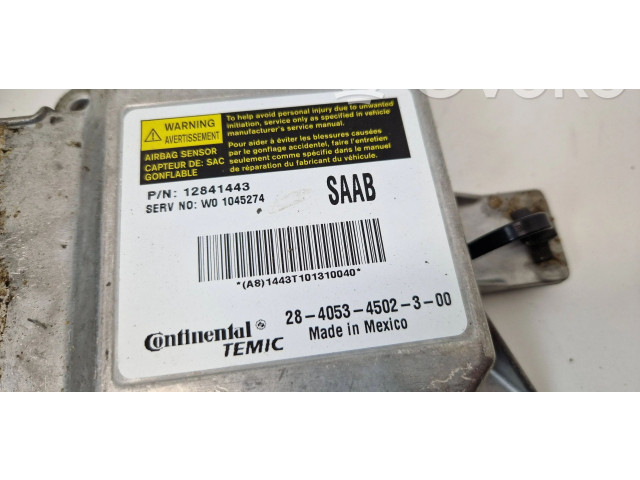 WARNING
AVERTISSEMENT
AIRBAG SENSOR
CAPTEUR DE: SAC
GONFLABLE
To help avoid personal injury due to unwanted
initiation, service only as specified in vehicle
manufacturer's service manual.
Pour aider à éviter les blessures causées
par le gonflage accidentel, faire l'entretien
seulement comme spécifié dans le manuel
de réparation du fabricant du véhicule.
P/N: 12841443
SERV NO: W0 1045274
SAAB
*(A8)1443T101310040*
28-4053-4502-3-00
Made in Mexico
Continental
TEMIC